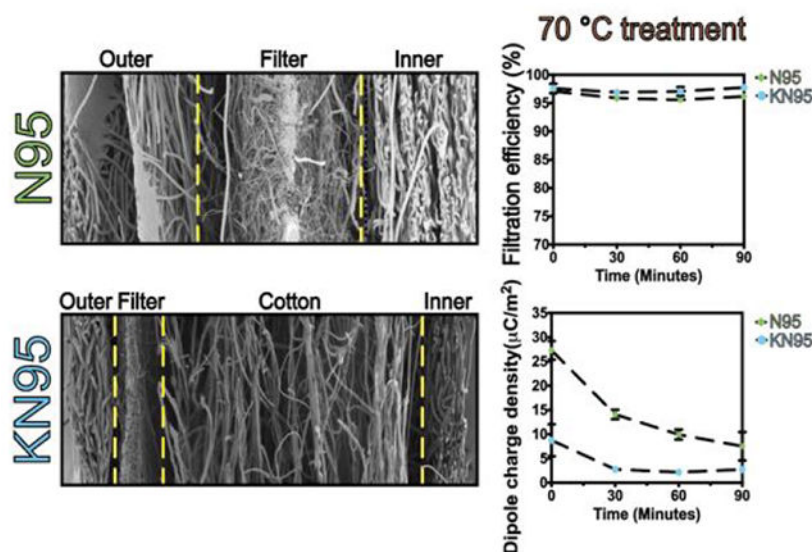 70 °C treatment
N95
Outer Filter Inner
Filtration efficiency (%)
100
95
90
85
80
75
70
0 30 60 90
Time (Minutes)
N95
KN95
KN95
Outer Filter Cotton Inner
Dipole charge density(μC/m²)
35
30
25
20
15
10
5
0
0 30 60 90
Time (Minutes)
N95
KN95